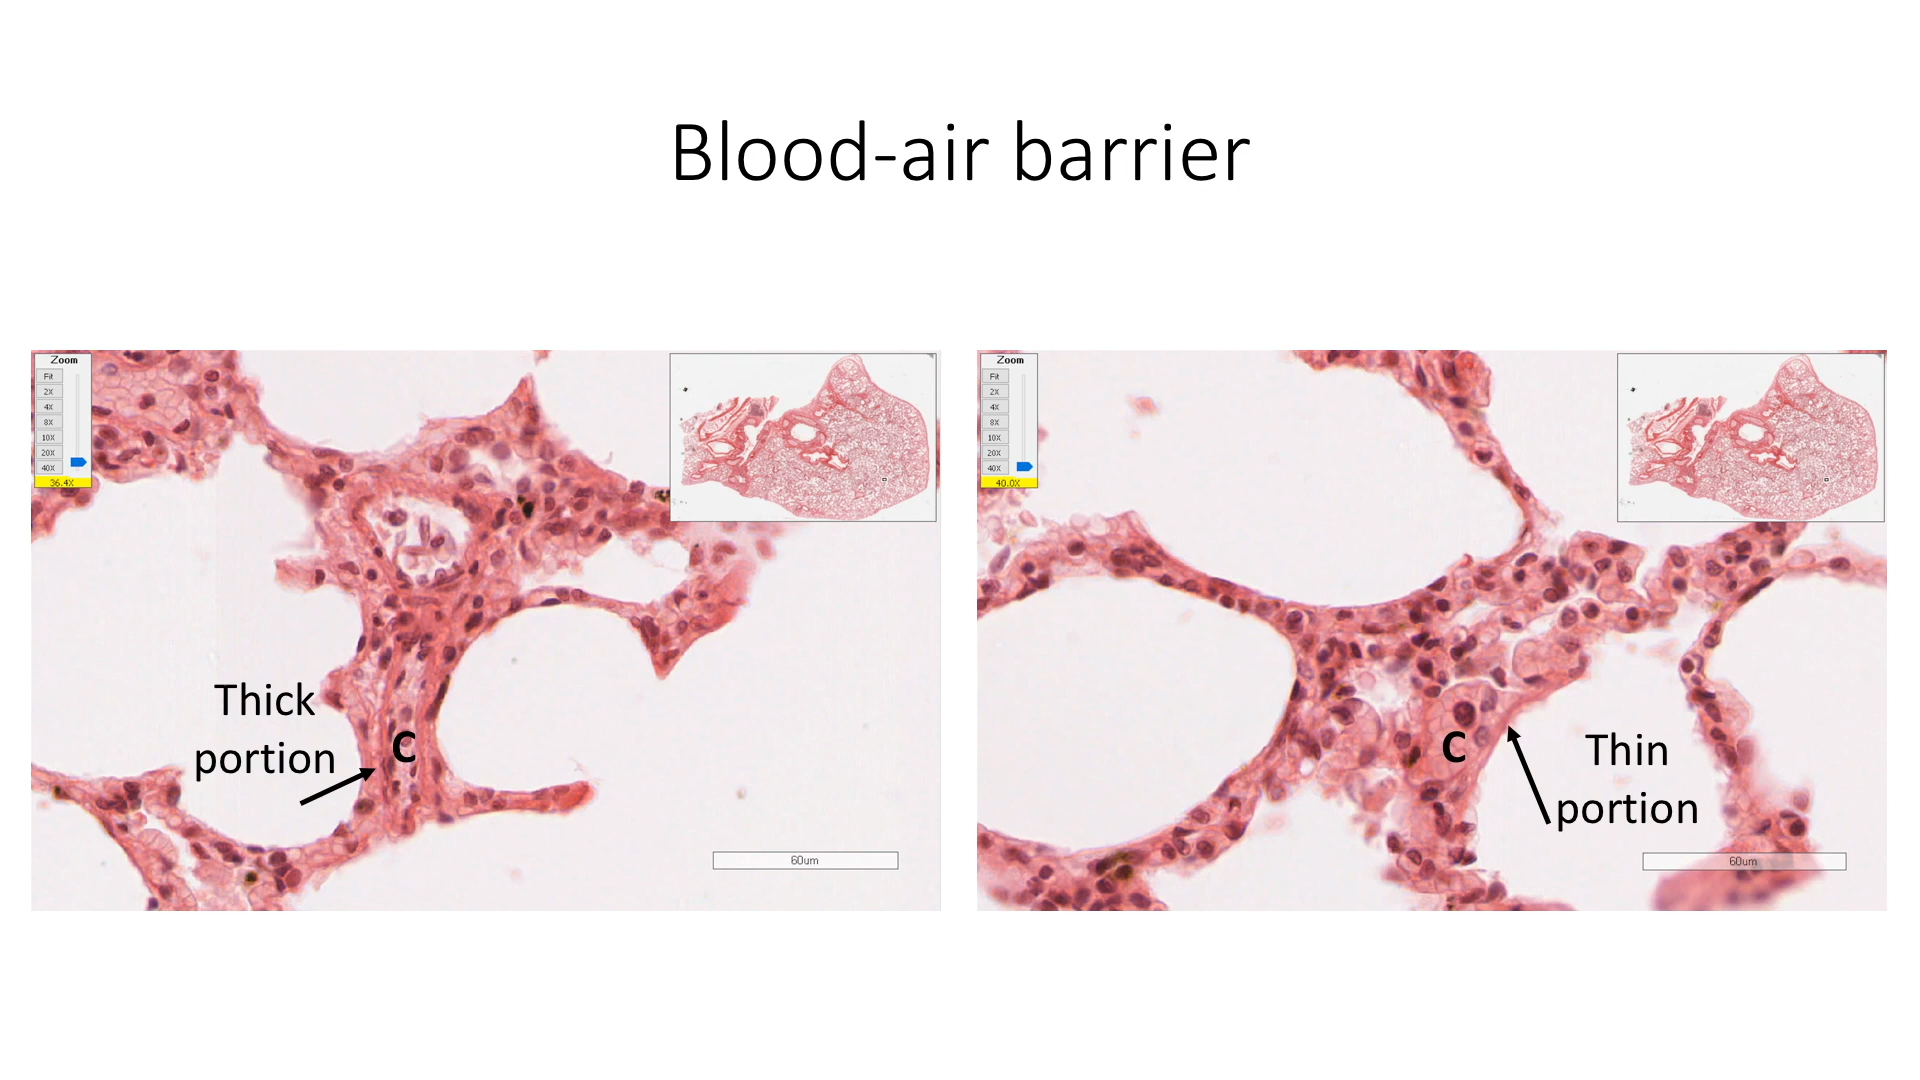 Blood-air barrier
Zoom
Fit
2X
4X
8X
10X
20X
40X
36.4X
Thick
portion
C
60um
Zoom
Fit
2X
4X
8X
10X
20X
40X
40.0X
C
Thin
portion
60um